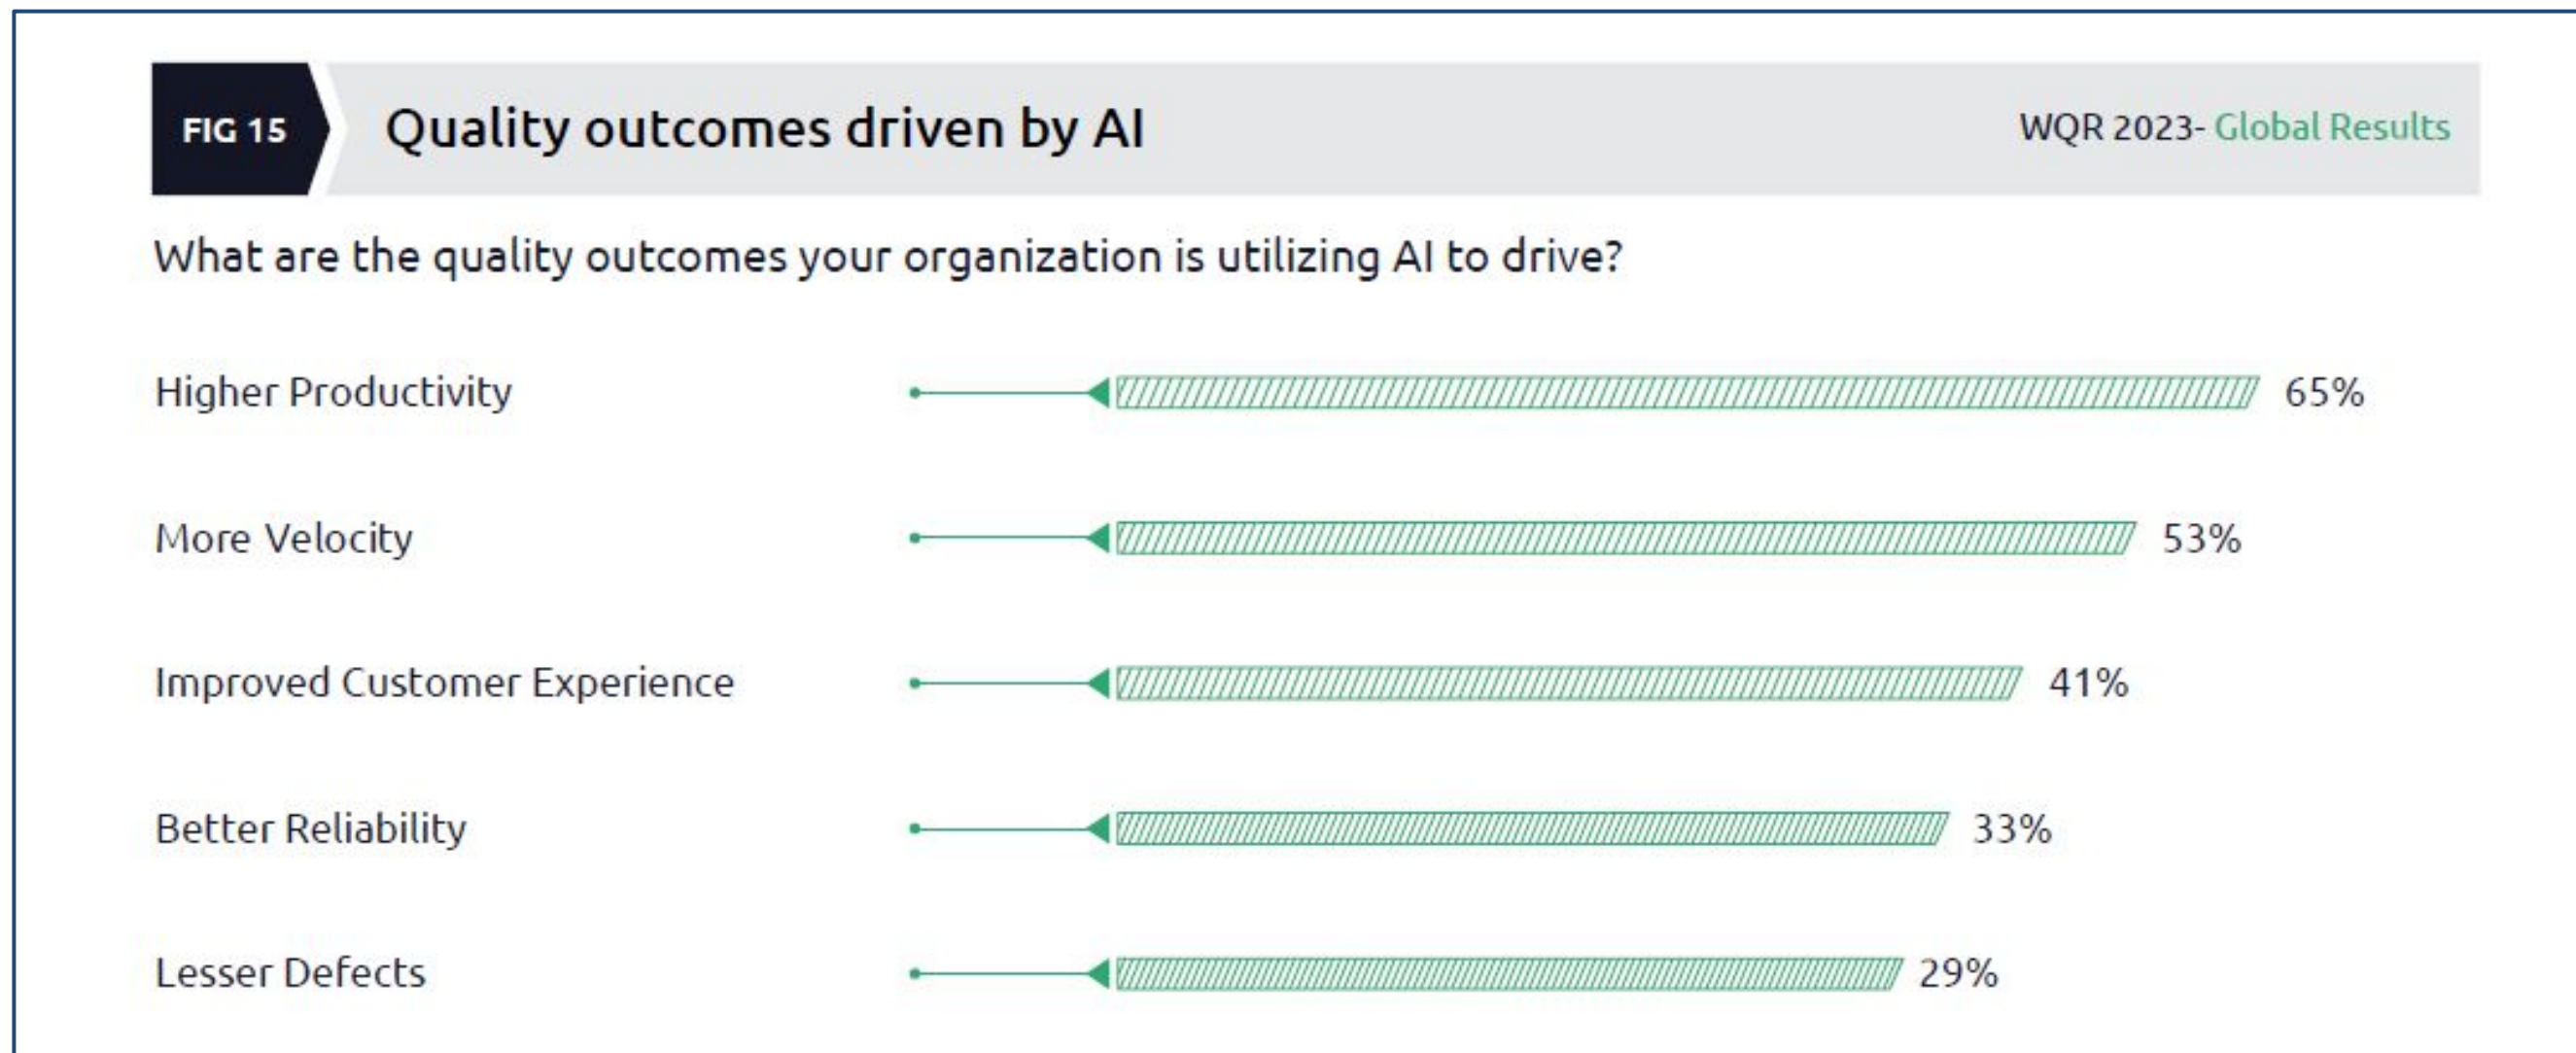 FIG 15
Quality outcomes driven by AI
WQR 2023- Global Results
What are the quality outcomes your organization is utilizing AI to drive?
Higher Productivity 65%
More Velocity 53%
Improved Customer Experience 41%
Better Reliability 33%
Lesser Defects 29%